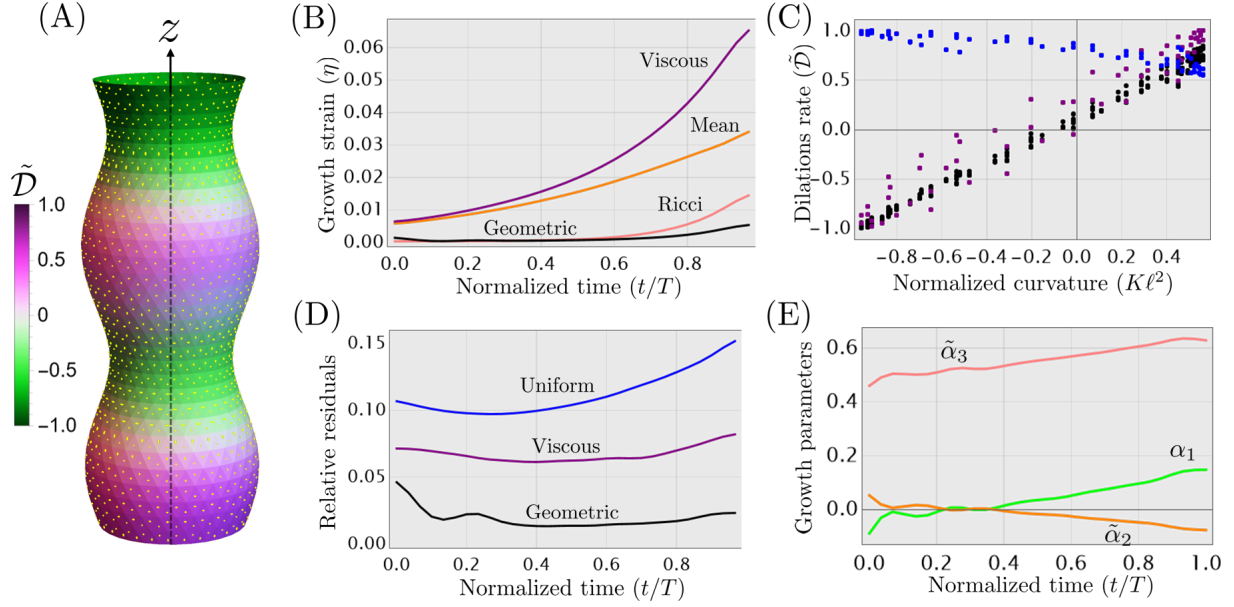 (A)
z
𝒟̃
1.0
0.5
0
−0.5
−1.0
(B)
Growth strain (η)
0.06
0.05
0.04
0.03
0.02
0.01
0.00
Viscous
Mean
Ricci
Geometric
0.0 0.2 0.4 0.6 0.8
Normalized time (t/T)
(C)
Dilations rate (𝒟̃)
1.0
0.5
0.0
−0.5
−1.0
−0.8 −0.6 −0.4 −0.2 0.0 0.2 0.4
Normalized curvature (Kℓ²)
(D)
Relative residuals
0.15
0.10
0.05
0.00
Uniform
Viscous
Geometric
0.0 0.2 0.4 0.6 0.8
Normalized time (t/T)
(E)
Growth parameters
0.6
0.4
0.2
0.0
α̃₃
α₁
α̃₂
0.0 0.2 0.4 0.6 0.8 1.0
Normalized time (t/T)